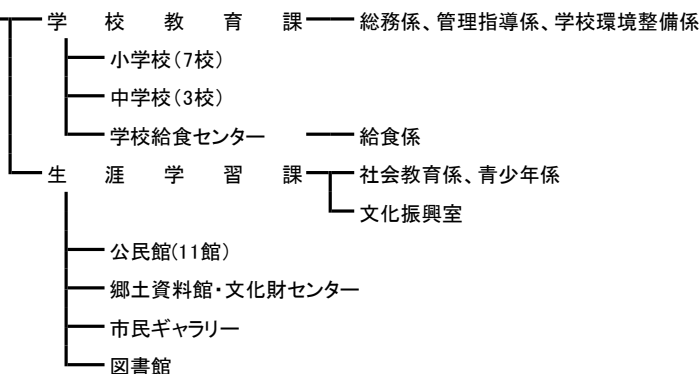 学校教育課 総務係、管理指導係、学校環境整備係
小学校(7校)
中学校(3校)
学校給食センター 給食係
生涯学習課 社会教育係、青少年係
文化振興室
公民館(11館)
郷土資料館・文化財センター
市民ギャラリー
図書館